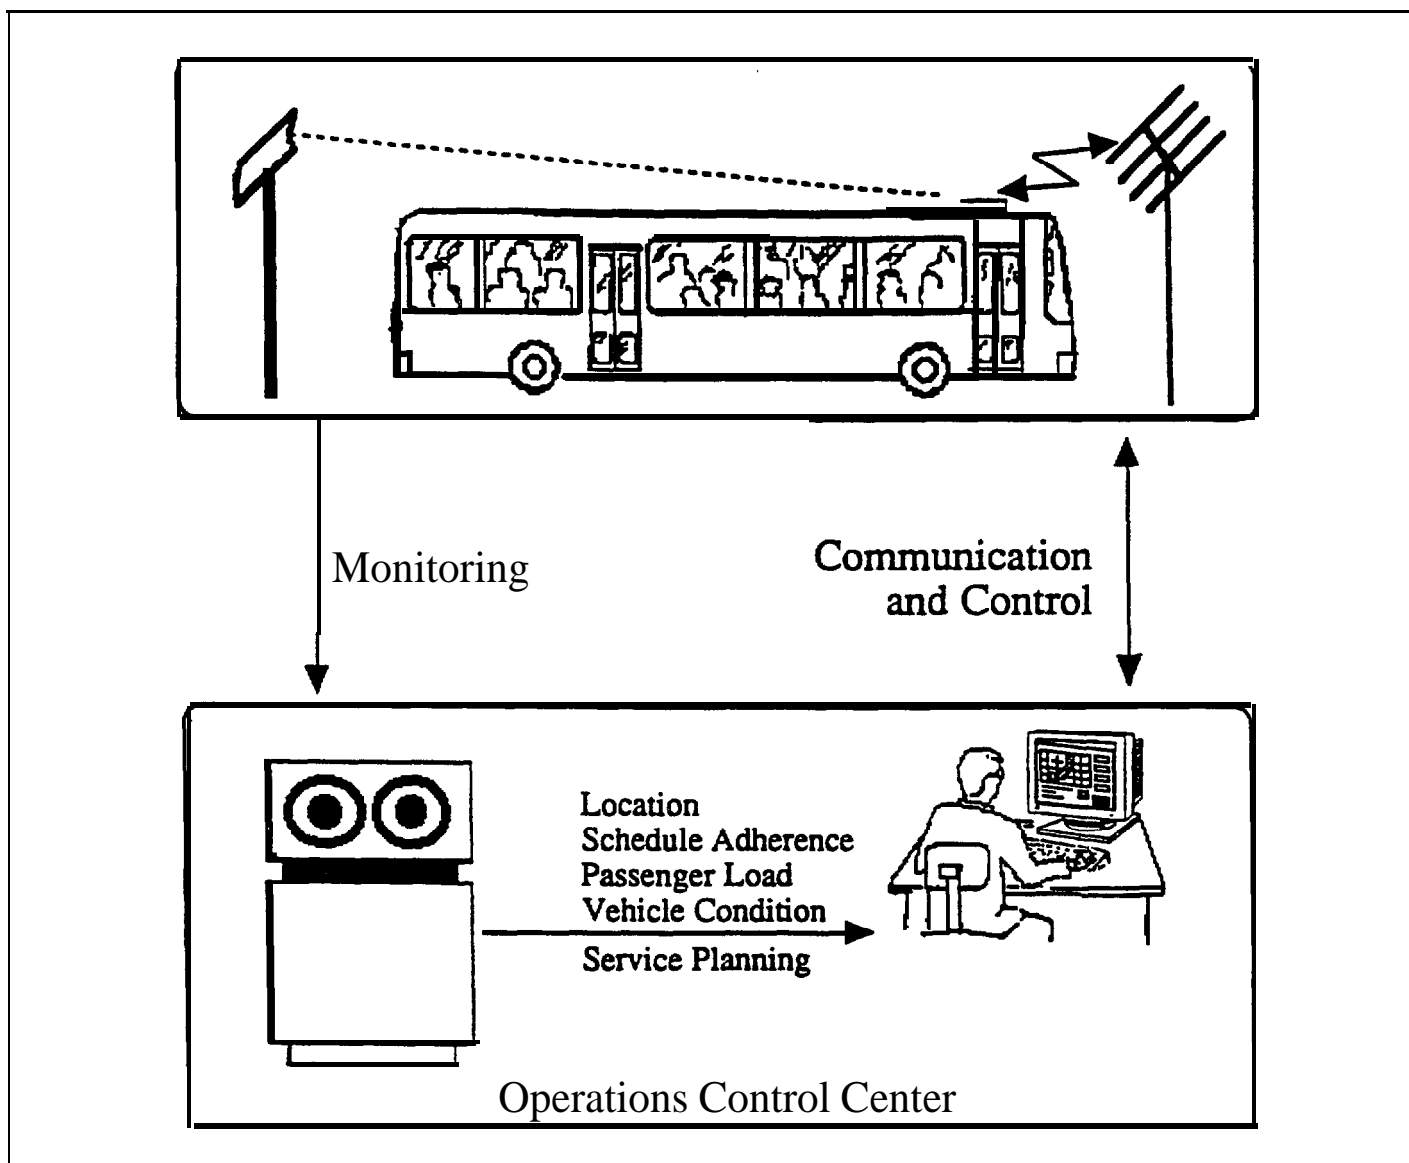 Monitoring
Communication
and Control
Location
Schedule Adherence
Passenger Load
Vehicle Condition
Service Planning
Operations Control Center